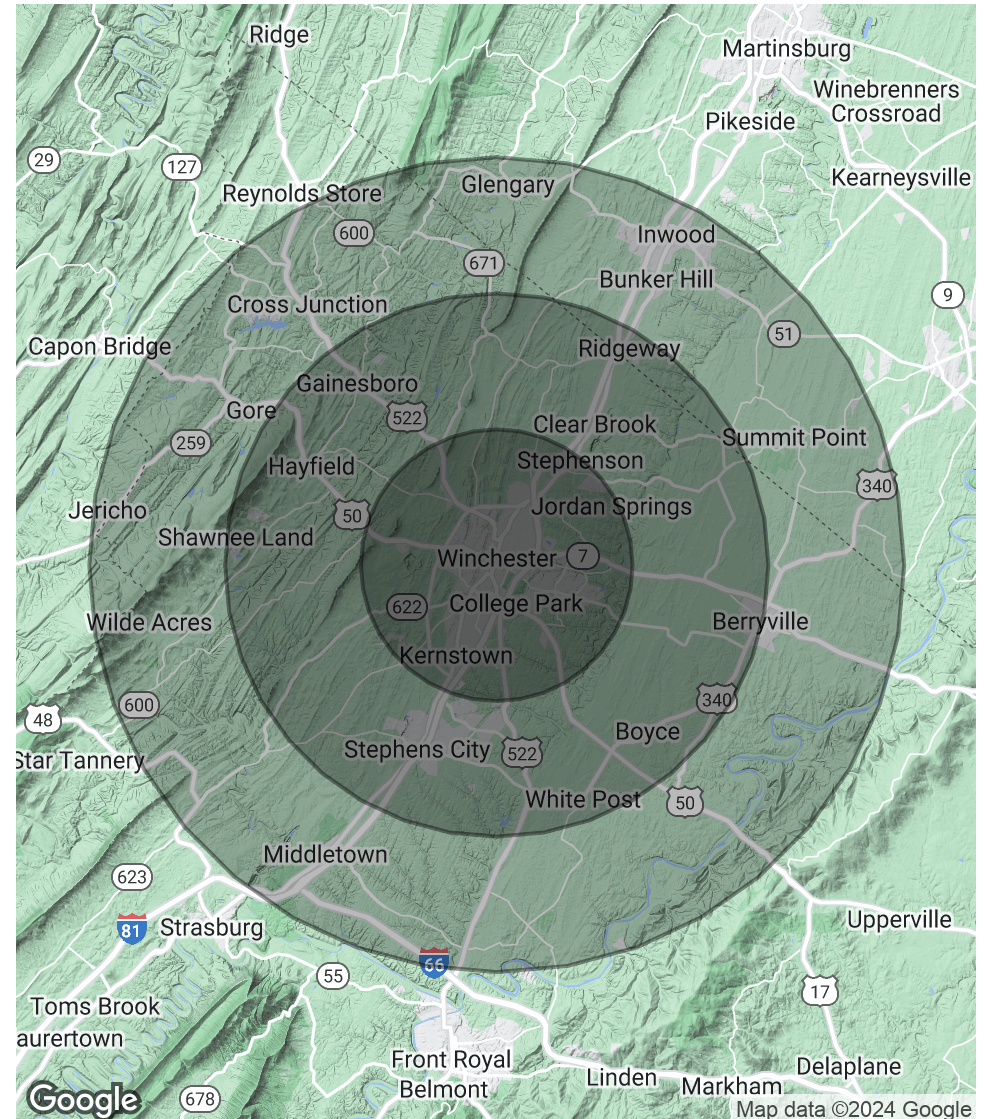 Ridge
Martinsburg
Winebrenners
Crossroad
Pikeside
29
127
Kearneysville
Glengary
Reynolds Store
600
Inwood
671
Bunker Hill
9
Cross Junction
51
Capon Bridge
Ridgeway
Gainesboro
Gore
522
Clear Brook
259
Summit Point
Hayfield
Stephenson
340
Jericho
50
Jordan Springs
Shawnee Land
Winchester
7
622
College Park
Wilde Acres
Berryville
Kernstown
600
340
48
Boyce
Stephens City
522
Star Tannery
White Post
50
Middletown
623
Upperville
81
Strasburg
66
55
17
Toms Brook
aurertown
Front Royal
Belmont
Linden
Delaplane
Markham
678
Google
Map data ©2024 Google